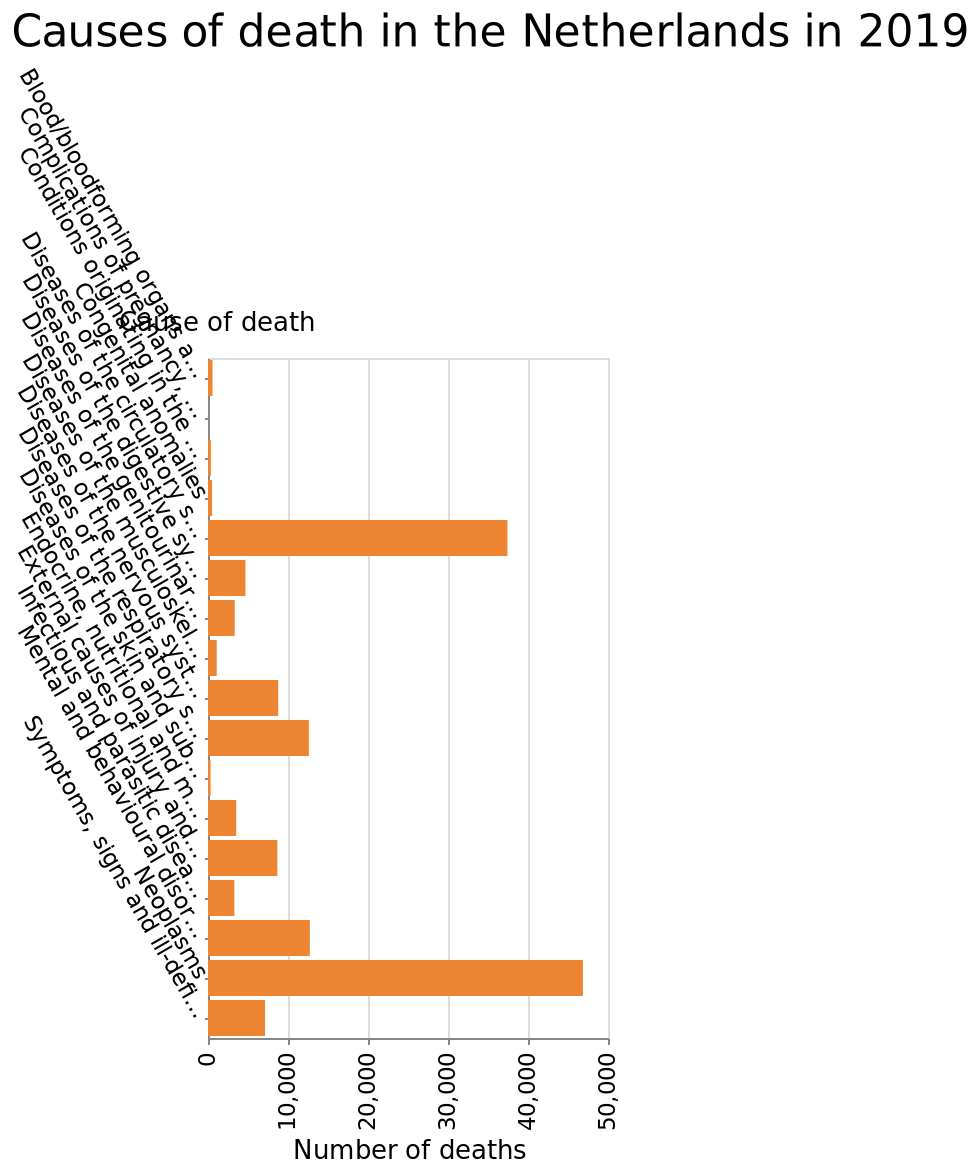 Causes of death in the Netherlands in 2019
Cause of death
Blood/bloodforming organs a…
Complications of pregnancy, …
Conditions originating in the …
Congenital anomalies
Diseases of the circulatory s…
Diseases of the digestive sy…
Diseases of the genitourinar…
Diseases of the musculoskel…
Diseases of the nervous syst…
Diseases of the respiratory s…
Diseases of the skin and sub…
Endocrine, nutritional and m…
External causes of injury and…
Infectious and parasitic disea…
Mental and behavioural disor…
Neoplasms
Symptoms, signs and ill-defi…
0
10,000
20,000
30,000
40,000
50,000
Number of deaths